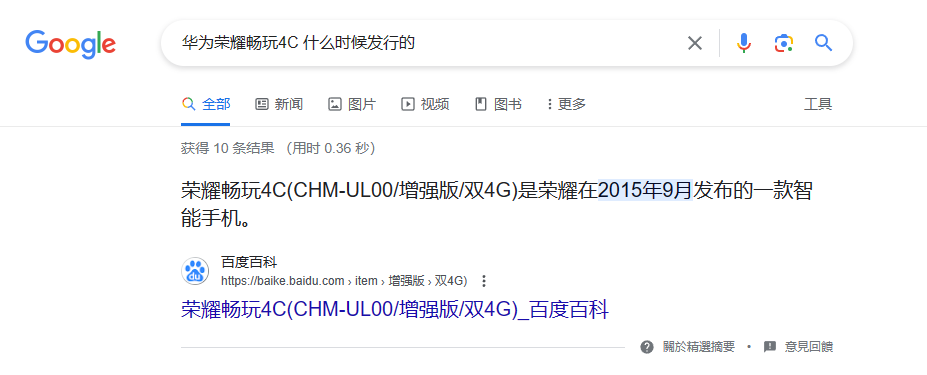 Google
华为荣耀畅玩4C 什么时候发行的
全部 新闻 图片 视频 图书 更多 工具
获得 10 条结果 （用时 0.36 秒）
荣耀畅玩4C(CHM-UL00/增强版/双4G)是荣耀在2015年9月发布的一款智
能手机。
du
百度百科
https://baike.baidu.com › item › 增强版 › 双4G)
荣耀畅玩4C(CHM-UL00/增强版/双4G)_百度百科
關於精選摘要 • 意見回饋